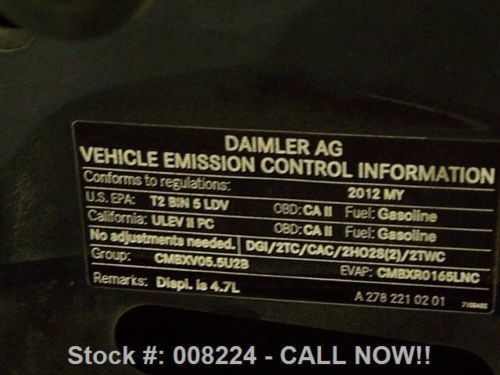 DAIMLER AG
VEHICLE EMISSION CONTROL INFORMATION
Conforms to regulations: 2012 MY
U.S. EPA: T2 BIN 5 LDV OBD: CA II Fuel: Gasoline
California: ULEV II PC OBD: CA II Fuel: Gasoline
No adjustments needed. DGI/2TC/CAC/2HO2S(2)/2TWC
Group: CMBXV05.5U2B EVAP: CMBXR0165LNC
Remarks: Displ. is 4.7L A 278 221 02 01
Stock #: 008224 - CALL NOW!!